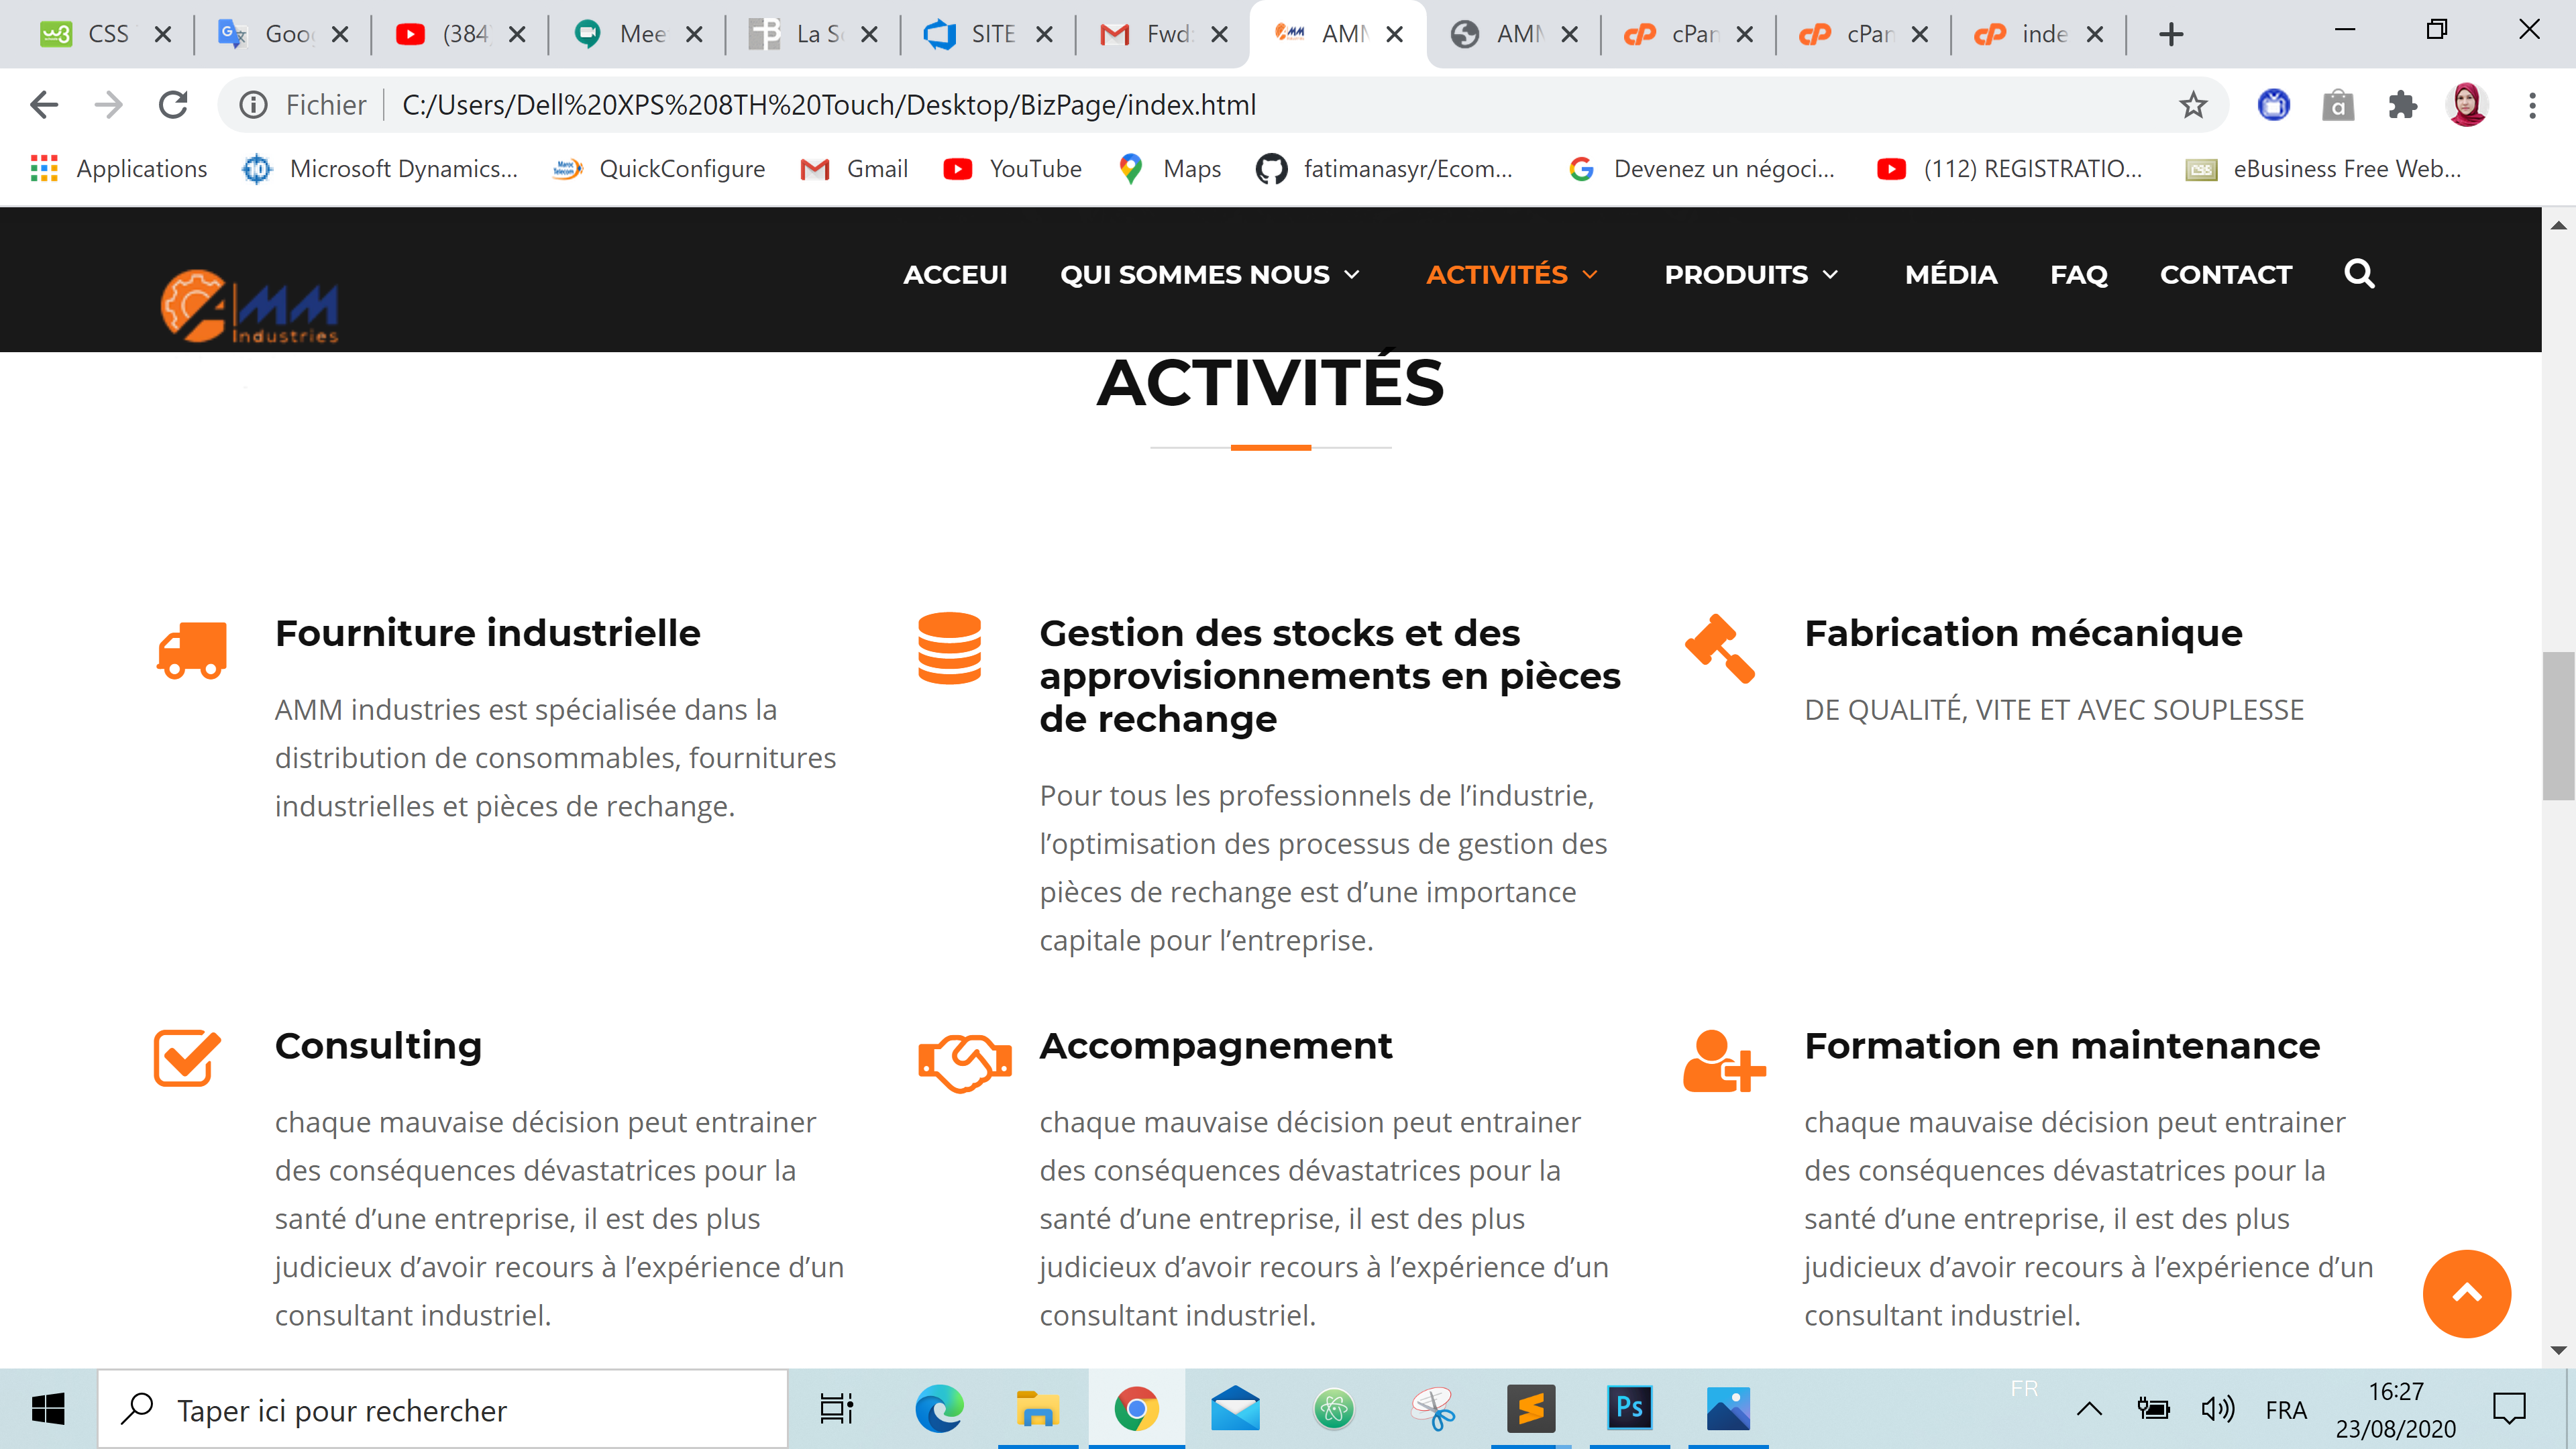 CSS
Goo
(384
Mee
La S
SITE
Fwd:
AMM
AMM
cPan
cPan
inde
Fichier C:/Users/Dell%20XPS%208TH%20Touch/Desktop/BizPage/index.html
Applications Microsoft Dynamics... QuickConfigure Gmail YouTube Maps fatimanasyr/Ecom... Devenez un négoci... (112) REGISTRATIO... eBusiness Free Web...
AMM
Industries
ACCEUI QUI SOMMES NOUS ACTIVITÉS PRODUITS MÉDIA FAQ CONTACT
ACTIVITÉS
Fourniture industrielle
AMM industries est spécialisée dans la
distribution de consommables, fournitures
industrielles et pièces de rechange.
Gestion des stocks et des
approvisionnements en pièces
de rechange
Pour tous les professionnels de l’industrie,
l’optimisation des processus de gestion des
pièces de rechange est d’une importance
capitale pour l’entreprise.
Fabrication mécanique
DE QUALITÉ, VITE ET AVEC SOUPLESSE
Consulting
chaque mauvaise décision peut entrainer
des conséquences dévastatrices pour la
santé d’une entreprise, il est des plus
judicieux d’avoir recours à l’expérience d’un
consultant industriel.
Accompagnement
chaque mauvaise décision peut entrainer
des conséquences dévastatrices pour la
santé d’une entreprise, il est des plus
judicieux d’avoir recours à l’expérience d’un
consultant industriel.
Formation en maintenance
chaque mauvaise décision peut entrainer
des conséquences dévastatrices pour la
santé d’une entreprise, il est des plus
judicieux d’avoir recours à l’expérience d’un
consultant industriel.
Taper ici pour rechercher
Ps
FR
FRA
16:27
23/08/2020